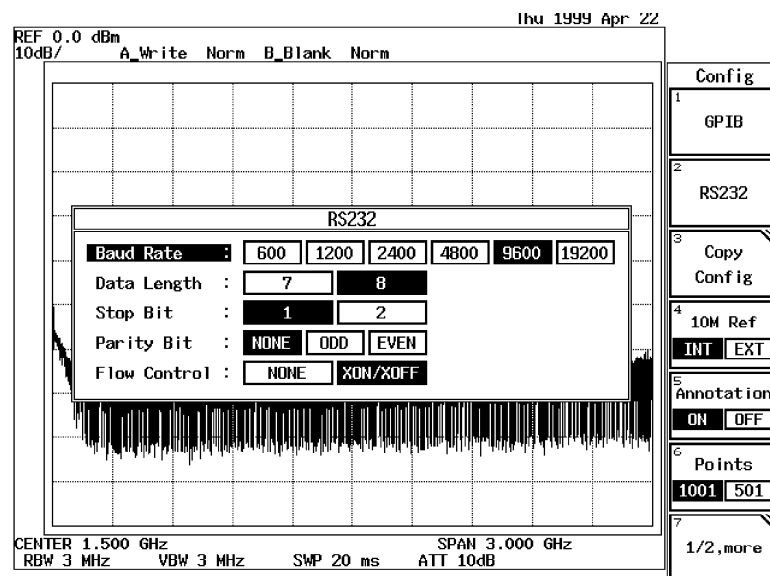 Thu 1999 Apr 22
REF 0.0 dBm
10dB/ A_Write Norm B_Blank Norm
Config
1
GPIB
2
RS232
3
Copy
Config
4
10M Ref
INT EXT
5
Annotation
ON OFF
6
Points
1001 501
7
1/2,more
RS232
Baud Rate : 600 1200 2400 4800 9600 19200
Data Length : 7 8
Stop Bit : 1 2
Parity Bit : NONE ODD EVEN
Flow Control : NONE XON/XOFF
CENTER 1.500 GHz SPAN 3.000 GHz
RBW 3 MHz VBW 3 MHz SWP 20 ms ATT 10dB